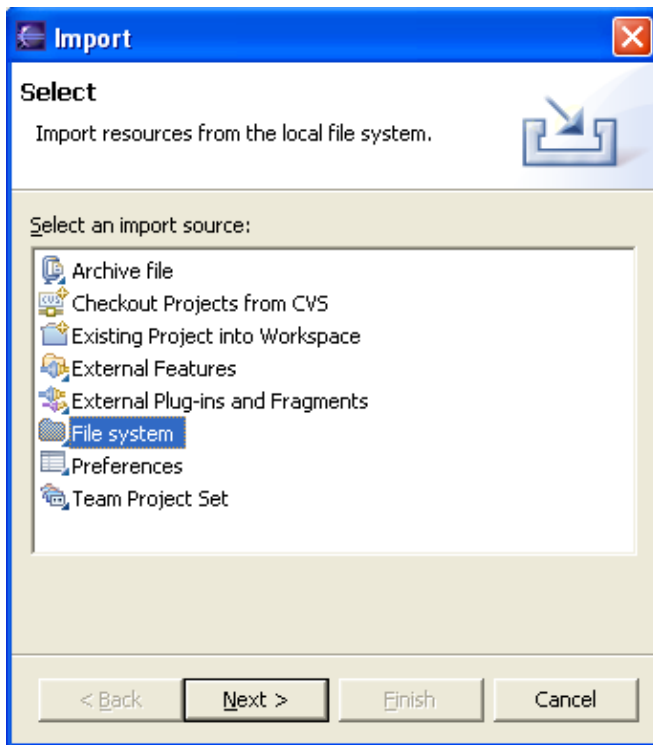 Import
Select
Import resources from the local file system.
Select an import source:
Archive file
CVS
Checkout Projects from CVS
Existing Project into Workspace
External Features
External Plug-ins and Fragments
File system
Preferences
Team Project Set
< Back
Next >
Finish
Cancel